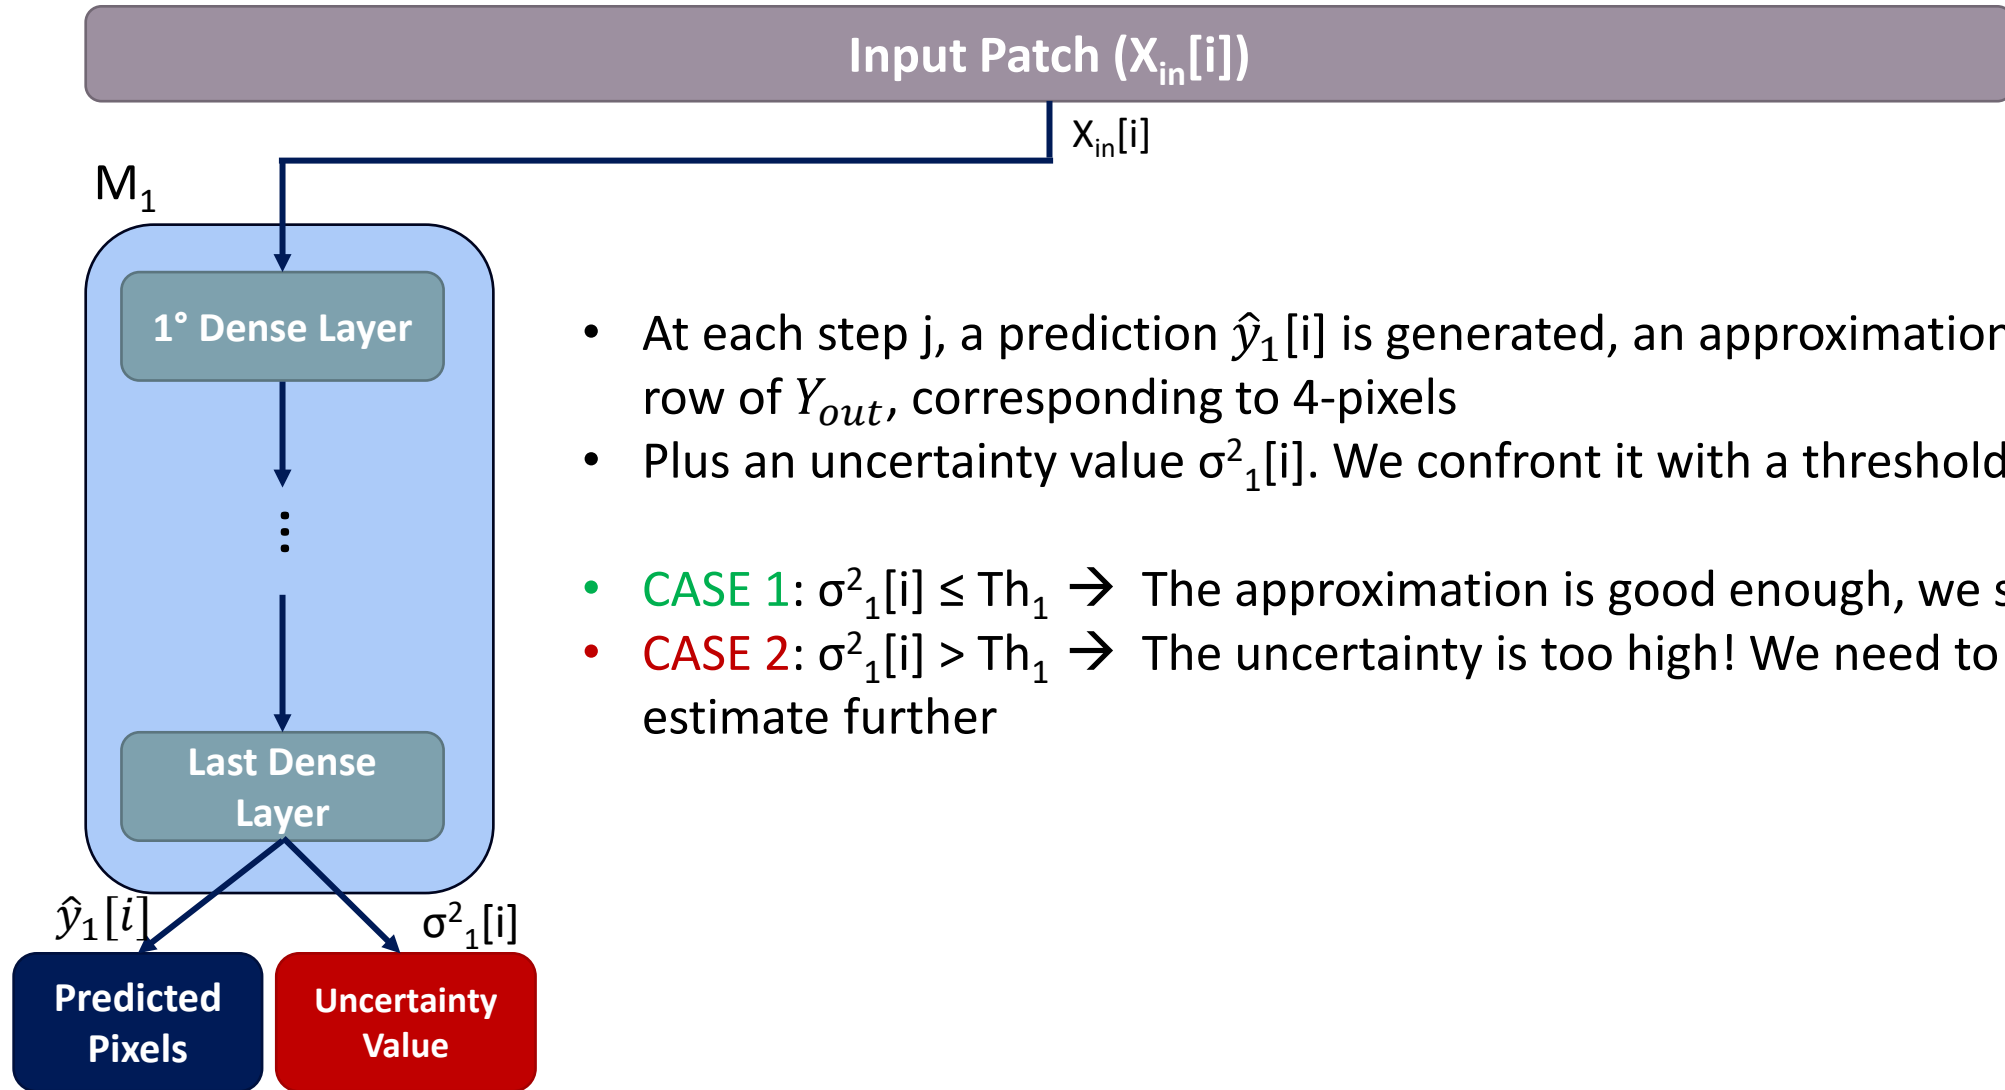 Input Patch (Xin[i])
Xin[i]
M1
1° Dense Layer
• At each step j, a prediction ŷ1[i] is generated, an approximation
row of Yout, corresponding to 4-pixels
• Plus an uncertainty value σ²1[i]. We confront it with a threshold
⋮
• CASE 1: σ²1[i] ≤ Th1 → The approximation is good enough, we
• CASE 2: σ²1[i] > Th1 → The uncertainty is too high! We need to
estimate further
Last Dense
Layer
ŷ1[i]
σ²1[i]
Predicted
Pixels
Uncertainty
Value